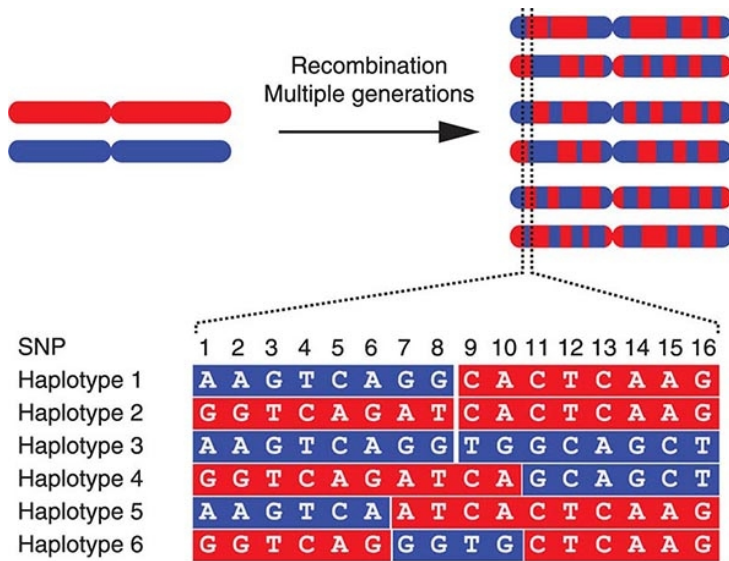 Recombination
Multiple generations
SNP 1 2 3 4 5 6 7 8 9 10 11 12 13 14 15 16
Haplotype 1 A A G T C A G G C A C T C A A G
Haplotype 2 G G T C A G A T C A C T C A A G
Haplotype 3 A A G T C A G G T G G C A G C T
Haplotype 4 G G T C A G A T C A G C A G C T
Haplotype 5 A A G T C A A T C A C T C A A G
Haplotype 6 G G T C A G G G T G C T C A A G